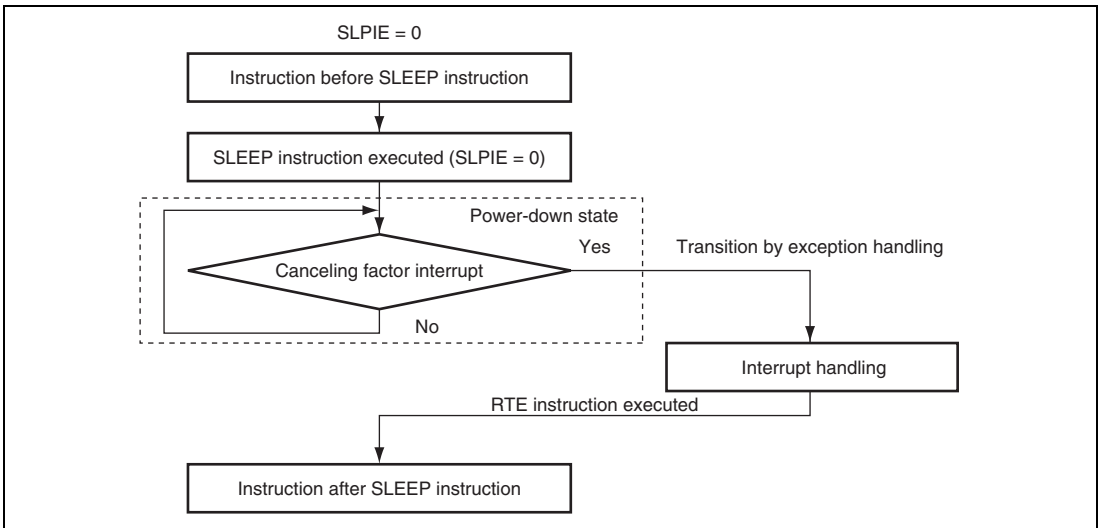 SLPIE = 0
Instruction before SLEEP instruction
SLEEP instruction executed (SLPIE = 0)
Power-down state
Yes
Transition by exception handling
Canceling factor interrupt
No
Interrupt handling
RTE instruction executed
Instruction after SLEEP instruction